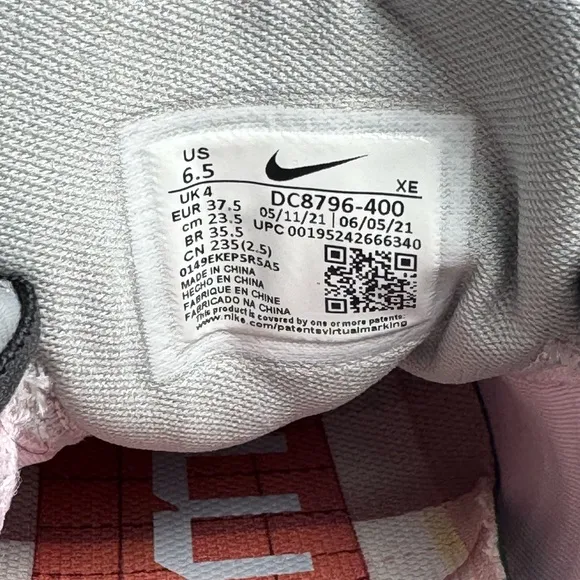 US
6.5
UK 4
EUR 37.5
cm 23.5
BR 35.5
CN 235(2.5)
XE
DC8796-400
05/11/21 | 06/05/21
UPC 00195242666340
0149EKEPSRSA5
MADE IN CHINA
HECHO EN CHINA
FABRIQUE EN CHINE
FABRICADO NA CHINA
This product is covered by one or more patents.
www.nike.com/patentsvirtualmarking